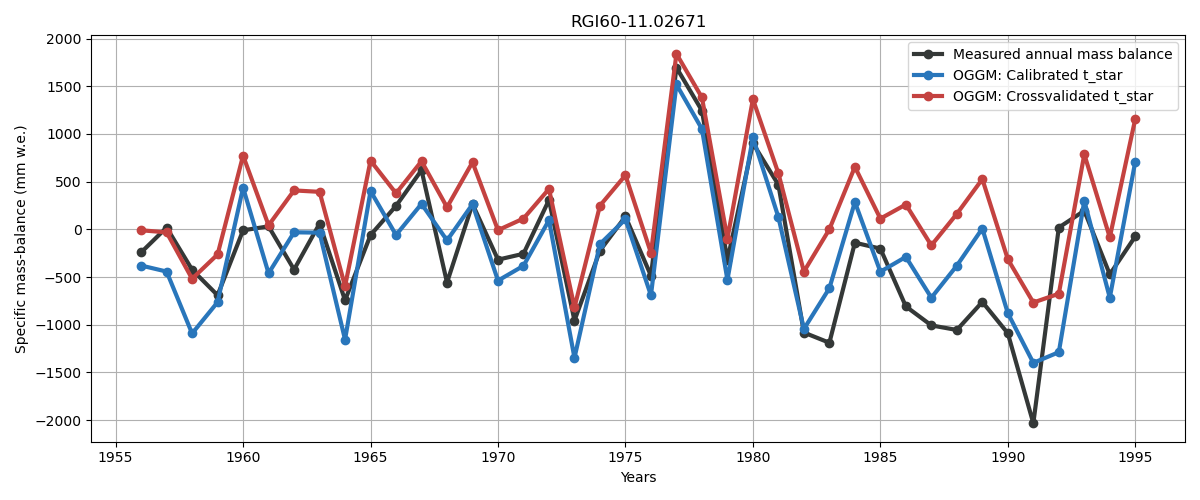 RGI60-11.02671
Measured annual mass balance
OGGM: Calibrated t_star
OGGM: Crossvalidated t_star
Specific mass-balance (mm w.e.)
2000
1500
1000
500
0
−500
−1000
−1500
−2000
1955 1960 1965 1970 1975 1980 1985 1990 1995
Years